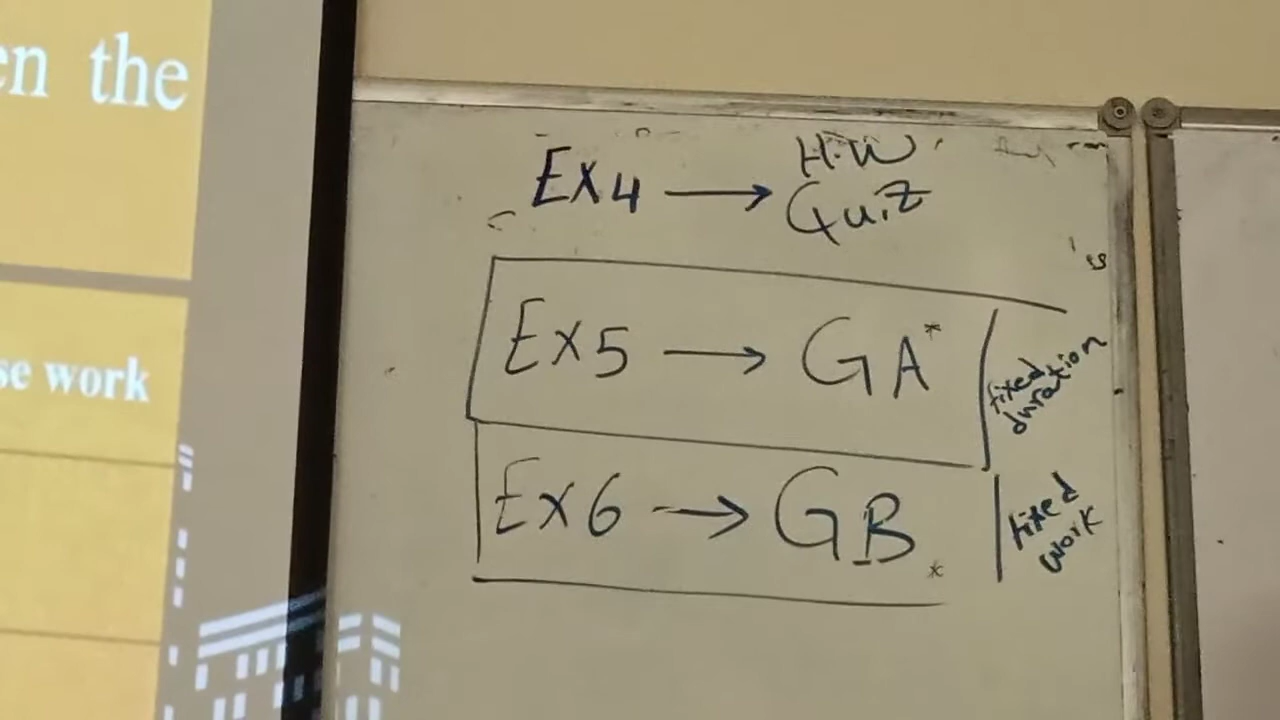 en the
se work
H.W
Ex4 → Quiz
Ex5 → GA*
fixed
duration
Ex6 → GB*
fixed
work